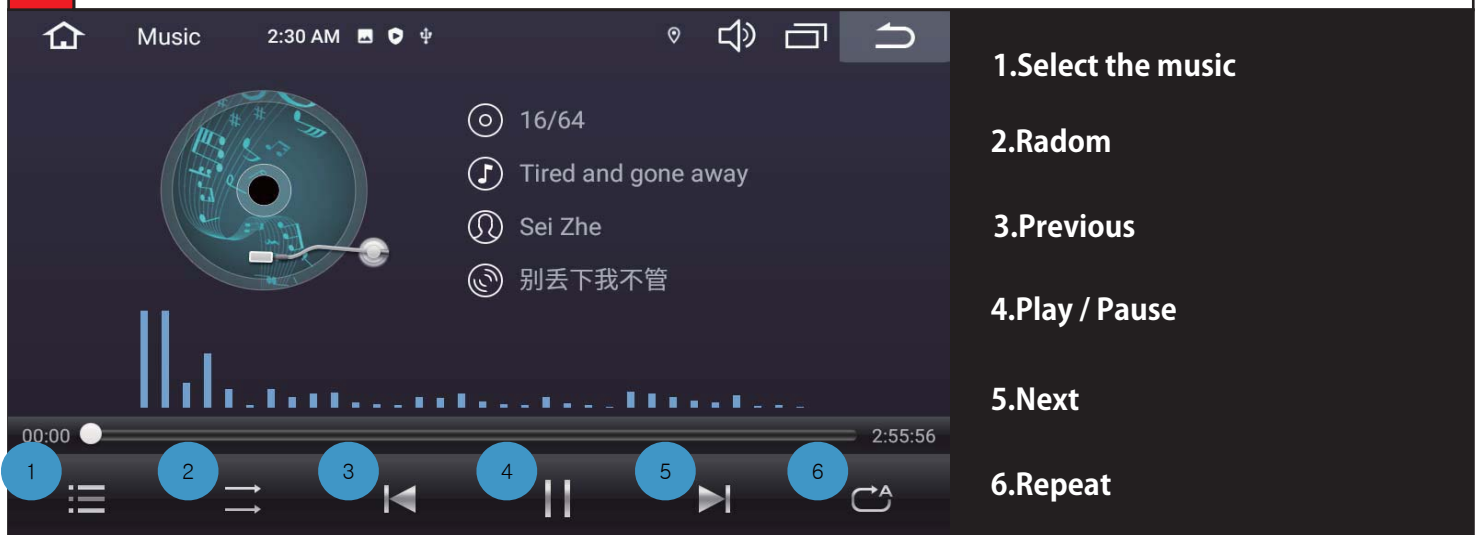 Music 2:30 AM
16/64
Tired and gone away
Sei Zhe
别丢下我不管
00:00 2:55:56
1 2 3 4 5 6
A
1.Select the music
2.Radom
3.Previous
4.Play / Pause
5.Next
6.Repeat